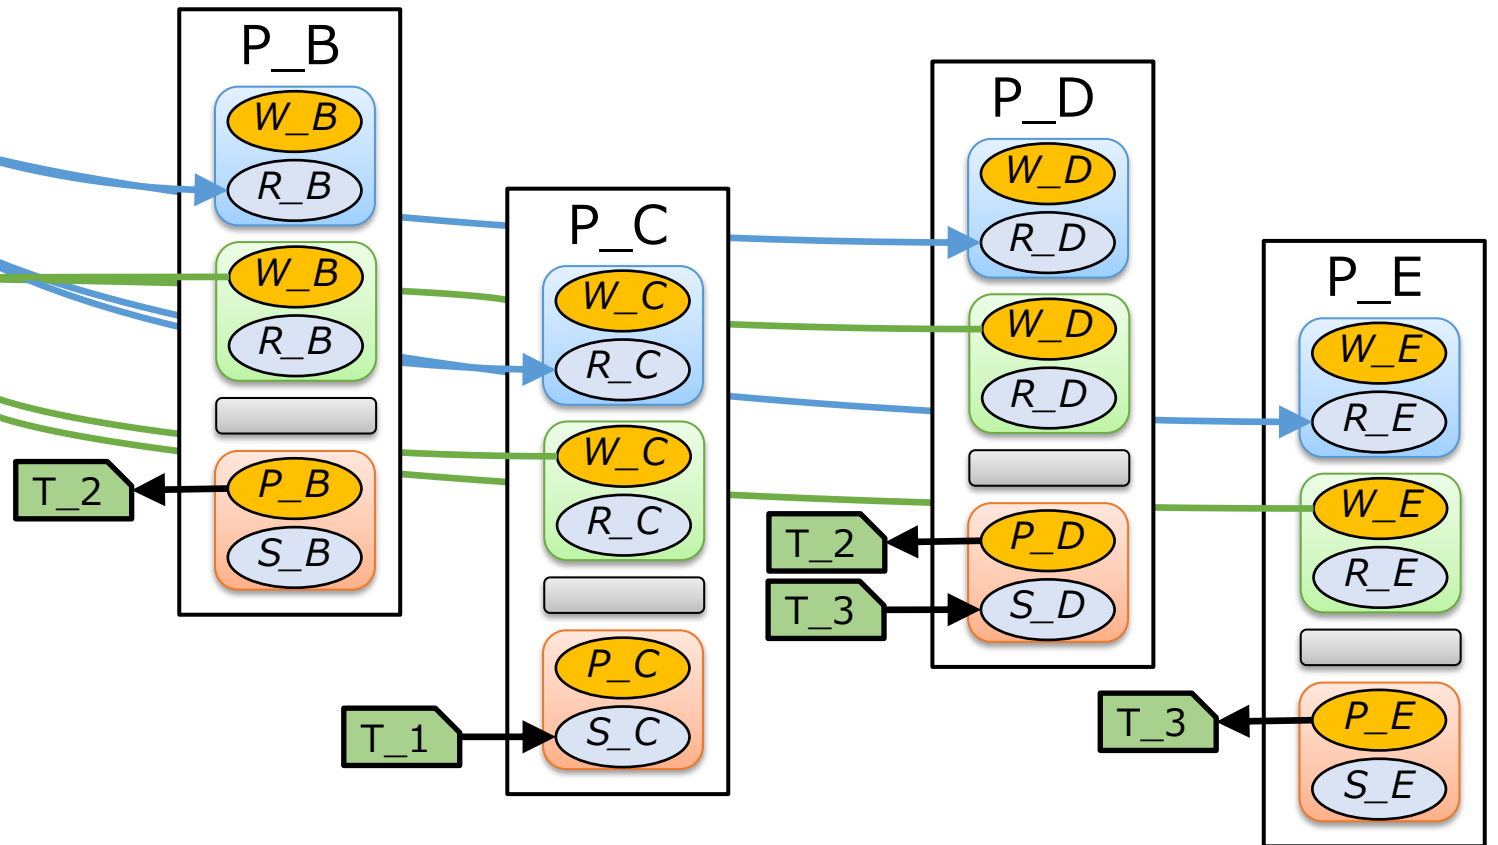 P_B
W_B
R_B
W_B
R_B
P_B
S_B
T_2
P_C
W_C
R_C
W_C
R_C
P_C
S_C
T_1
P_D
W_D
R_D
W_D
R_D
P_D
S_D
T_2
T_3
P_E
W_E
R_E
W_E
R_E
P_E
S_E
T_3